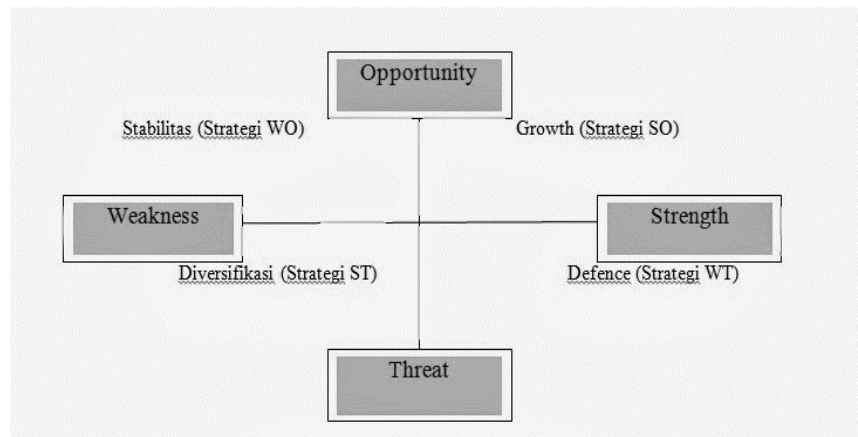 Opportunity
Stabilitas (Strategi WO)
Growth (Strategi SO)
Weakness
Strength
Diversifikasi (Strategi ST)
Defence (Strategi WT)
Threat